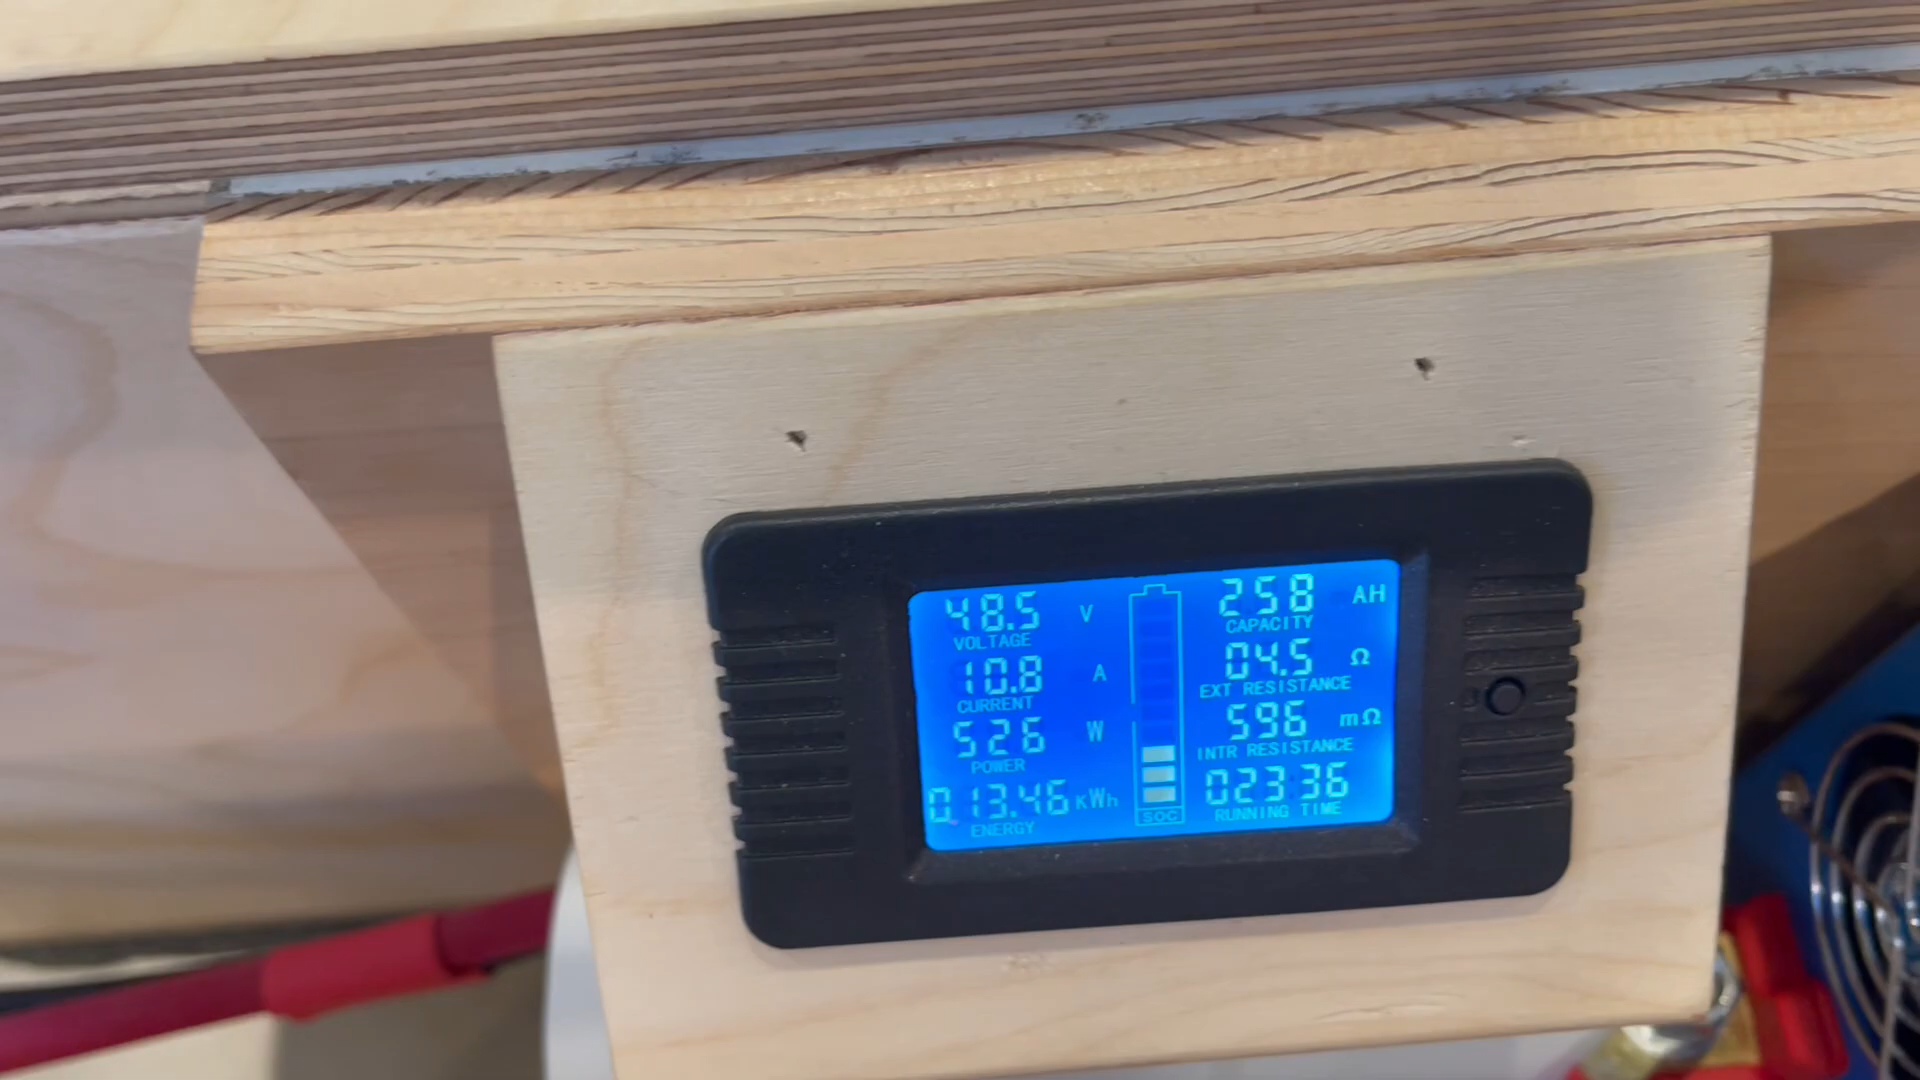 48.5 V
VOLTAGE
10.8 A
CURRENT
526 W
POWER
013.46 KWh
ENERGY
SOC
258 AH
CAPACITY
04.5 Ω
EXT RESISTANCE
596 mΩ
INTR RESISTANCE
023:36
RUNNING TIME